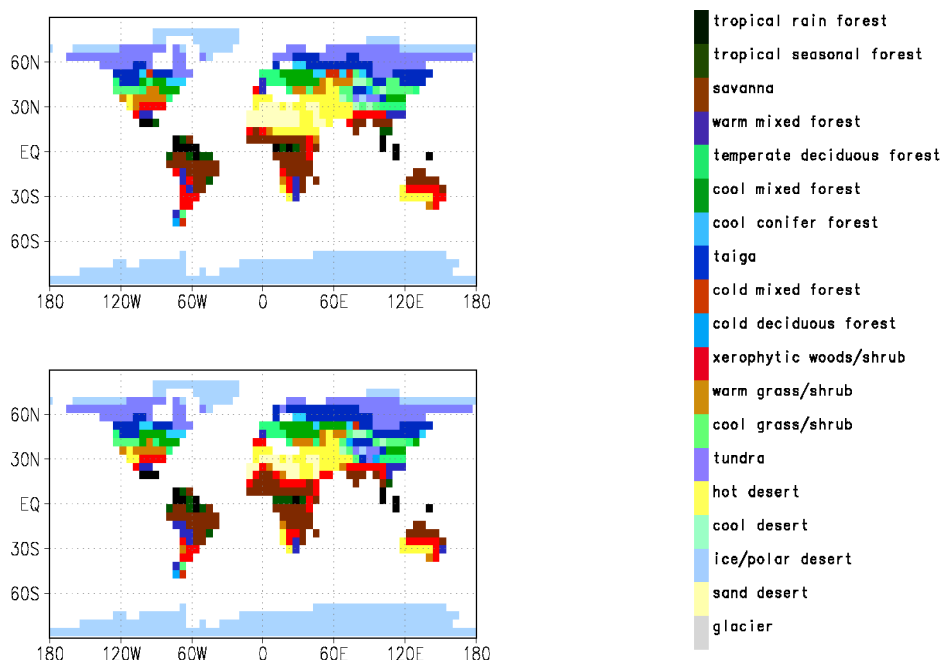 60N
30N
EQ
30S
60S
180 120W 60W 0 60E 120E 180
60N
30N
EQ
30S
60S
180 120W 60W 0 60E 120E 180
tropical rain forest
tropical seasonal forest
savanna
warm mixed forest
temperate deciduous forest
cool mixed forest
cool conifer forest
taiga
cold mixed forest
cold deciduous forest
xerophytic woods/shrub
warm grass/shrub
cool grass/shrub
tundra
hot desert
cool desert
ice/polar desert
sand desert
glacier